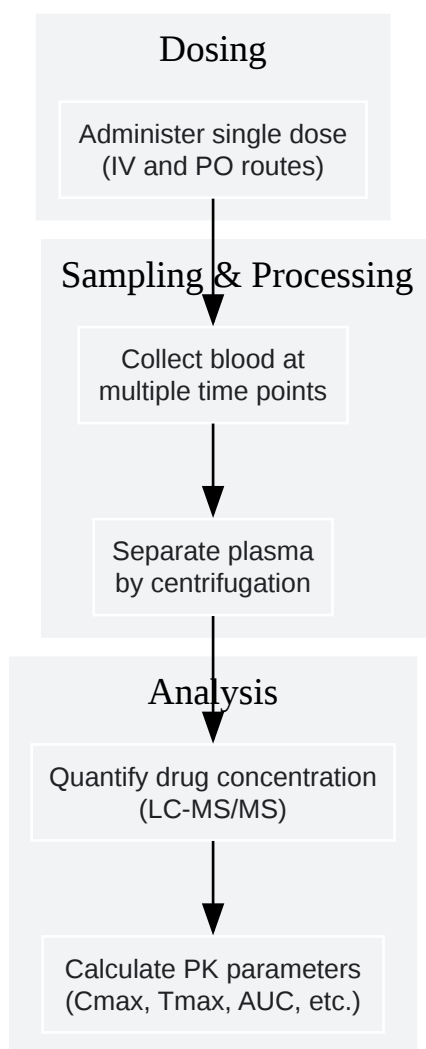 Dosing
Administer single dose
(IV and PO routes)
Sampling & Processing
Collect blood at
multiple time points
Separate plasma
by centrifugation
Analysis
Quantify drug concentration
(LC-MS/MS)
Calculate PK parameters
(Cmax, Tmax, AUC, etc.)